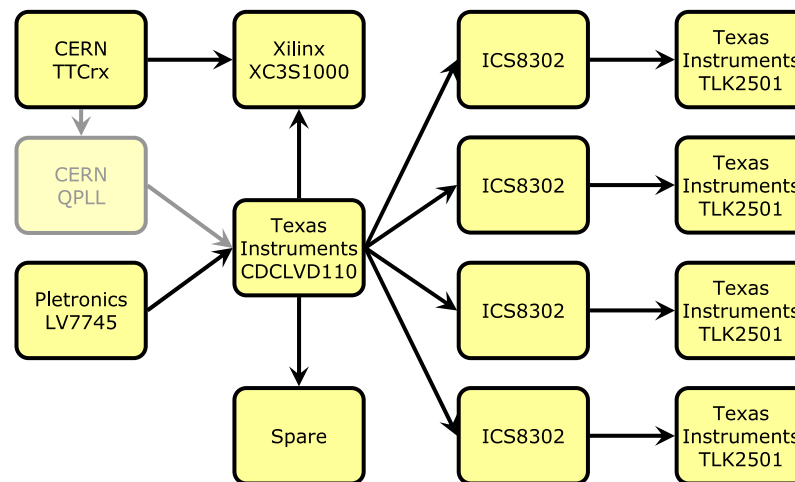 CERN
TTCrx
Xilinx
XC3S1000
ICS8302
Texas
Instruments
TLK2501
CERN
QPLL
ICS8302
Texas
Instruments
TLK2501
Texas
Instruments
CDCLVD110
Pletronics
LV7745
ICS8302
Texas
Instruments
TLK2501
Spare
ICS8302
Texas
Instruments
TLK2501